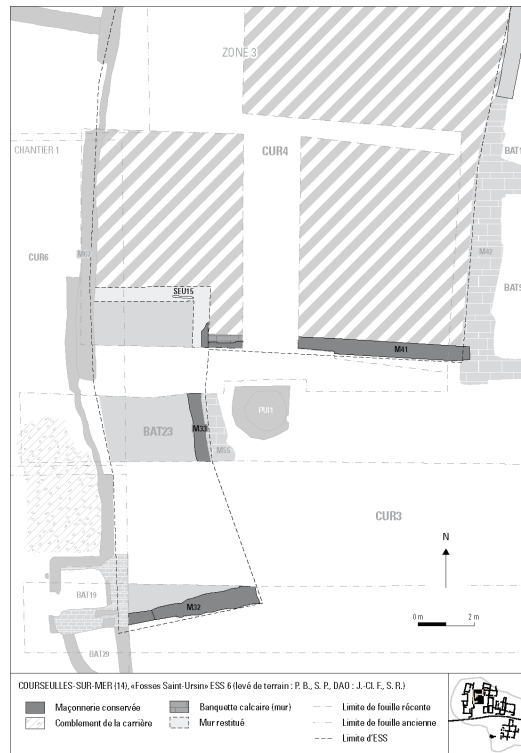 ZONE 3
CHANTIER 1
CUR4
BAT
CUR6
M42
SEU15
BAT
M41
PUI1
BAT23
M33
M55
CUR3
N
BAT19
M32
0 m 2 m
BAT29
COURSEULLES-SUR-MER (14), «Fosses Saint-Ursin» ESS 6 (levé de terrain : P. B., S. P., DAO : J.-Cl. F., S. R.)
Maçonnerie conservée
Banquette calcaire (mur)
Limite de fouille récente
Comblement de la carrière
Mur restitué
Limite de fouille ancienne
Limite d'ESS